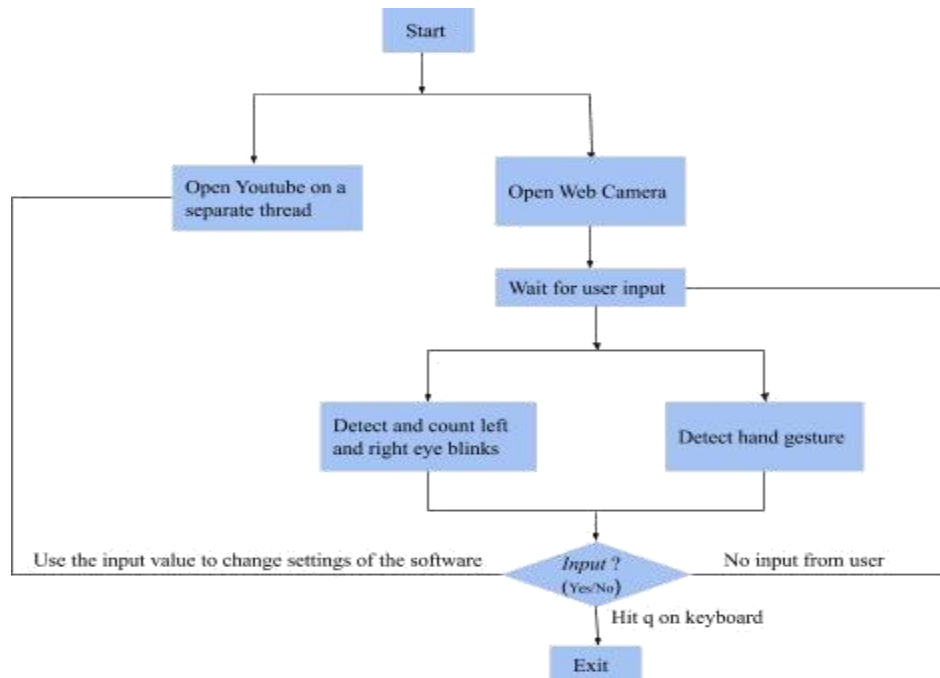 Start
Open Youtube on a
separate thread
Open Web Camera
Wait for user input
Detect and count left
and right eye blinks
Detect hand gesture
Use the input value to change settings of the software
Input ?
(Yes/No)
No input from user
Hit q on keyboard
Exit